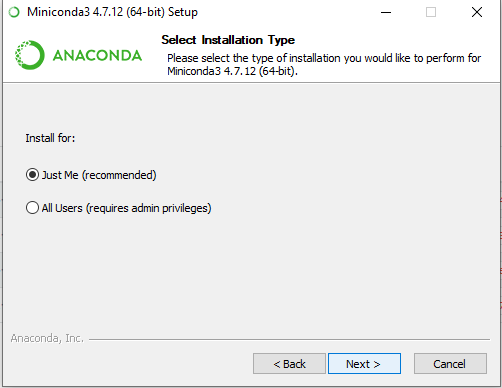 Miniconda3 4.7.12 (64-bit) Setup
Select Installation Type
ANACONDA
Please select the type of installation you would like to perform for
Miniconda3 4.7.12 (64-bit).
Install for:
Just Me (recommended)
All Users (requires admin privileges)
Anaconda, Inc.
< Back
Next >
Cancel